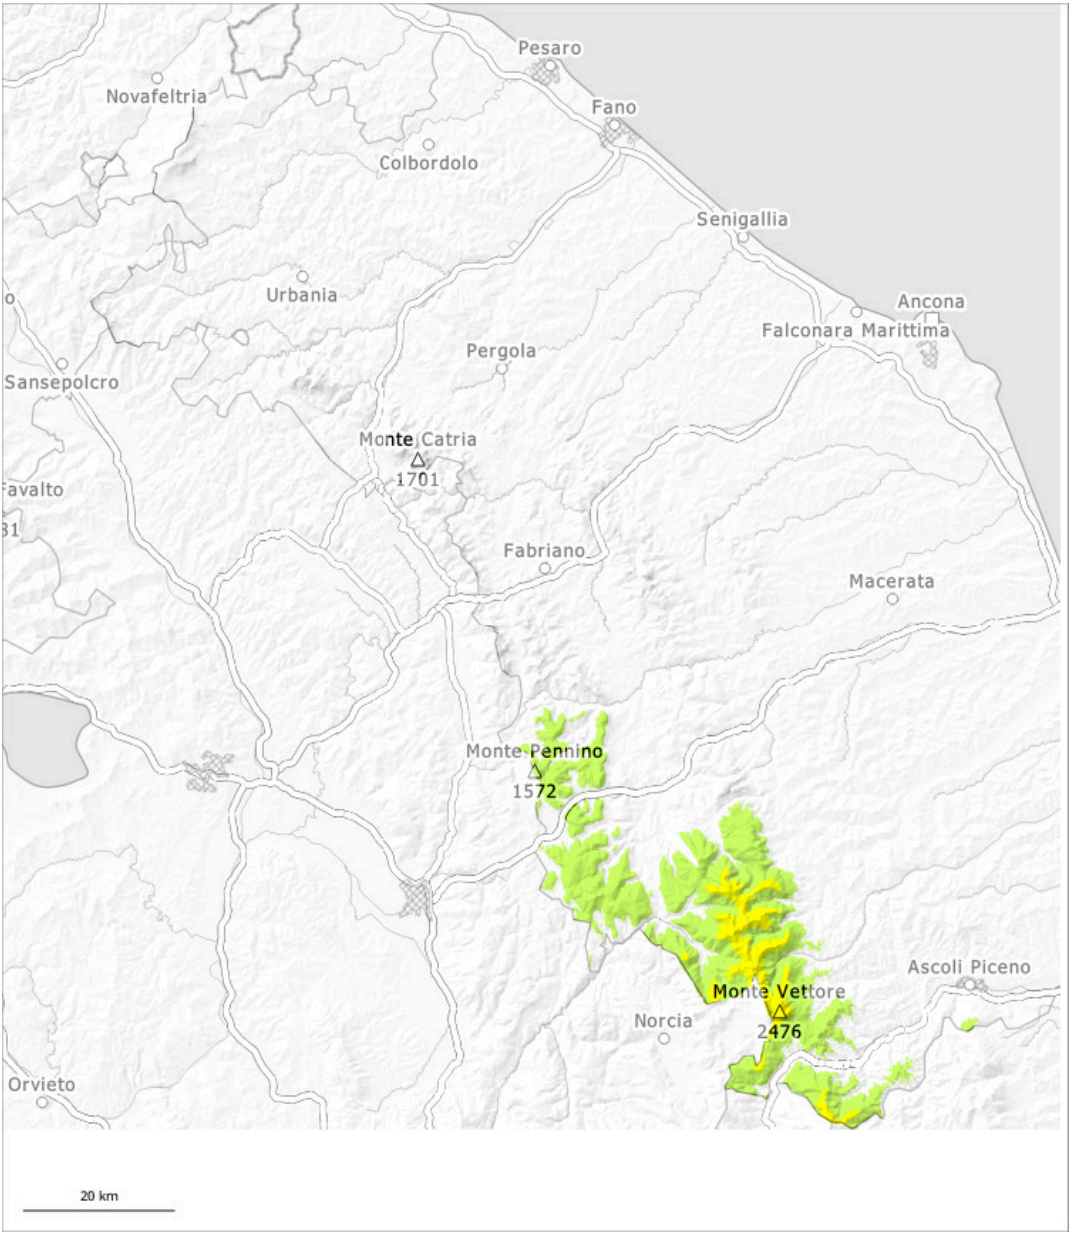 Pesaro
Novafeltria
Fano
Colbordolo
Senigallia
Urbania
o
Ancona
Falconara Marittima
Pergola
Sansepolcro
Monte Catria
1701
Favalto
31
Fabriano
Macerata
Monte Pennino
1572
Ascoli Piceno
Monte Vettore
2476
Norcia
Orvieto
20 km